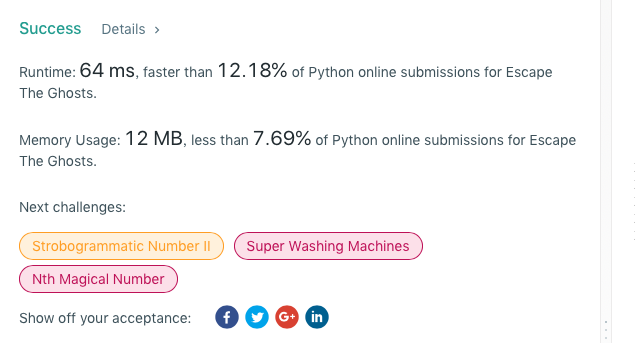 Success Details >
Runtime: 64 ms, faster than 12.18% of Python online submissions for Escape
The Ghosts.
Memory Usage: 12 MB, less than 7.69% of Python online submissions for Escape
The Ghosts.
Next challenges:
Strobogrammatic Number II Super Washing Machines
Nth Magical Number
Show off your acceptance: f G+ in